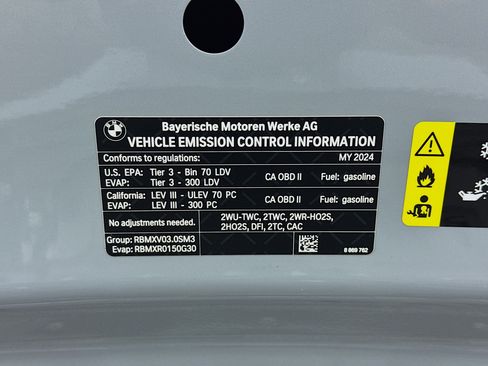 BMW
Bayerische Motoren Werke AG
VEHICLE EMISSION CONTROL INFORMATION
Conforms to regulations: MY 2024
U.S. EPA: Tier 3 - Bin 70 LDV CA OBD II Fuel: gasoline
EVAP: Tier 3 - 300 LDV
California: LEV III - ULEV 70 PC CA OBD II Fuel: gasoline
EVAP: LEV III - 300 PC
No adjustments needed. 2WU-TWC, 2TWC, 2WR-HO2S,
2HO2S, DFI, 2TC, CAC
Group: RBMXV03.0SM3
Evap: RBMXR0150G30
8 069 762